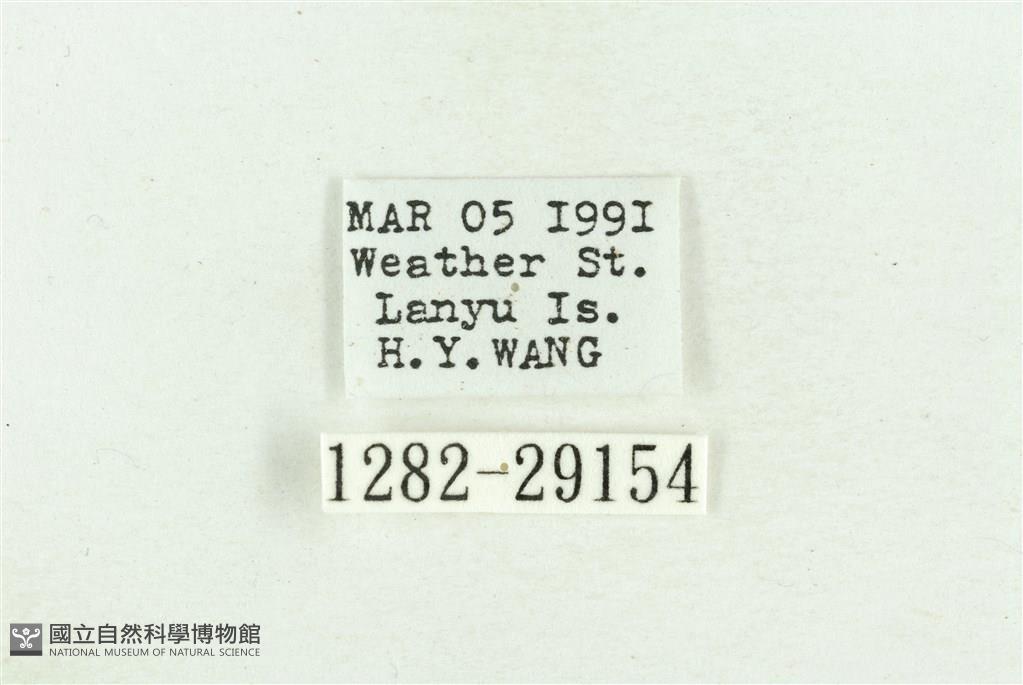 MAR 05 1991
Weather St.
Lanyu Is.
H.Y.WANG
1282-29154
國立自然科學博物館
NATIONAL MUSEUM OF NATURAL SCIENCE